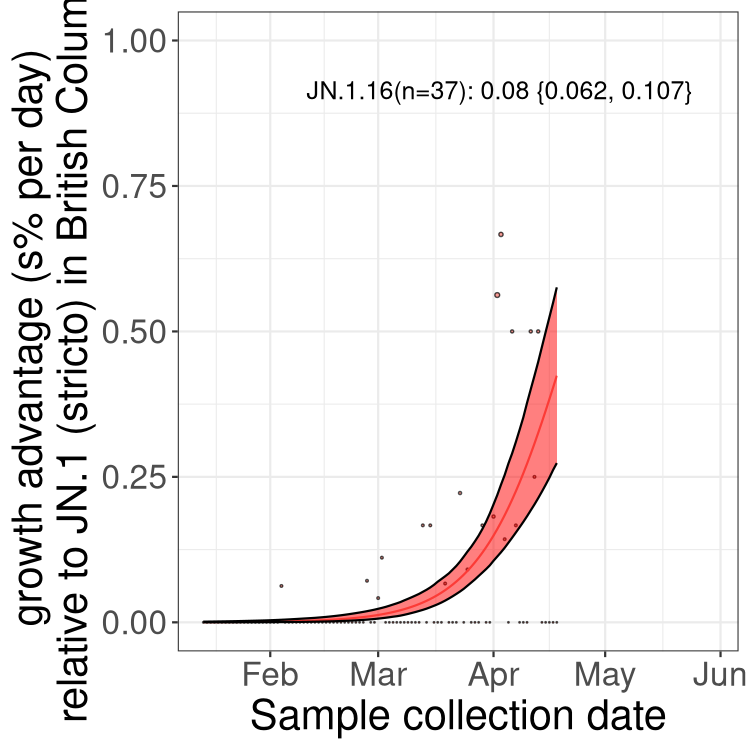 growth advantage (s% per day)
relative to JN.1 (stricto) in British Colum
1.00
0.75
0.50
0.25
0.00
JN.1.16(n=37): 0.08 {0.062, 0.107}
Feb Mar Apr May Jun
Sample collection date